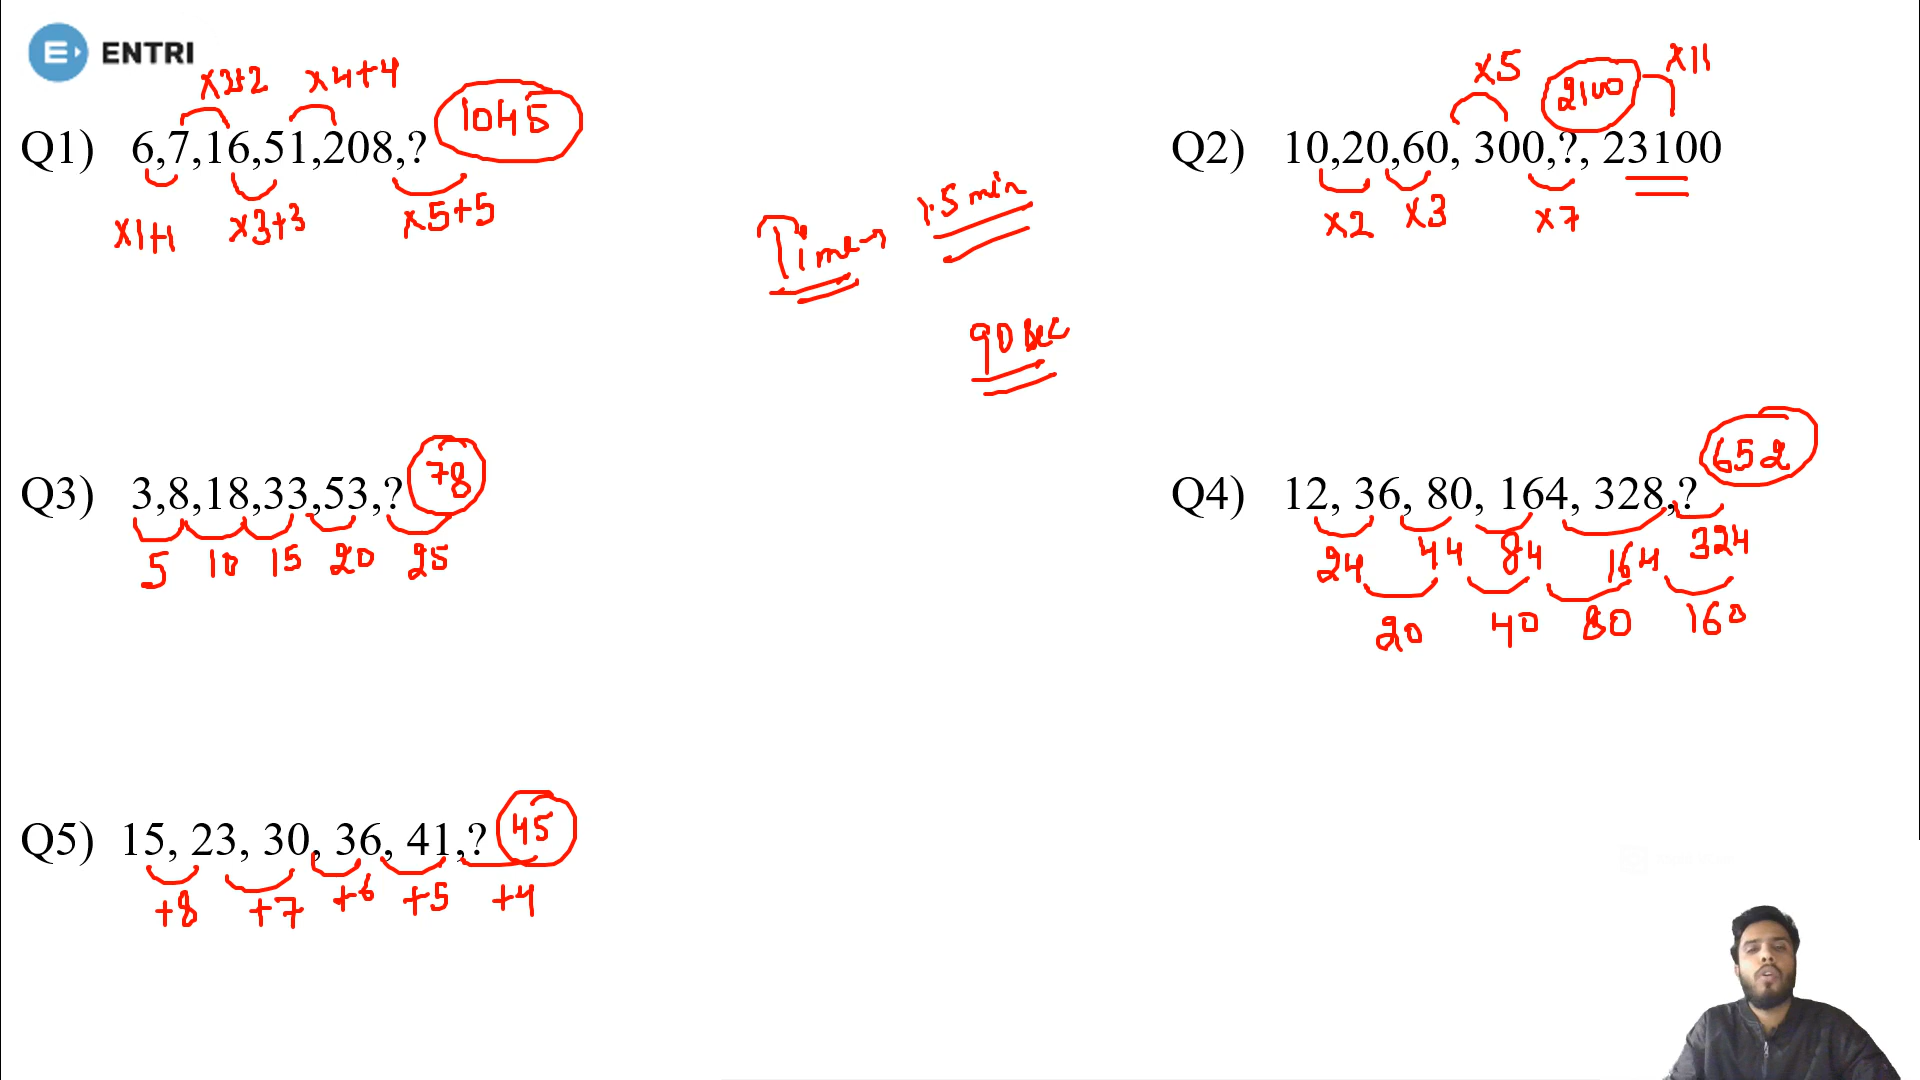 ENTRI
x2+2 x4+4
Q1) 6,7,16,51,208,? 1045
x1+1 x3+3 x5+5
x5 2100 x11
Q2) 10,20,60, 300,?, 23100
x2 x3 x7
Time→ 1.5 min
90 sec
Q3) 3,8,18,33,53,? 78
5 10 15 20 25
Q4) 12, 36, 80, 164, 328,? 652
24 44 84 164 324
20 40 80 160
Q5) 15, 23, 30, 36, 41,? 45
+8 +7 +6 +5 +4